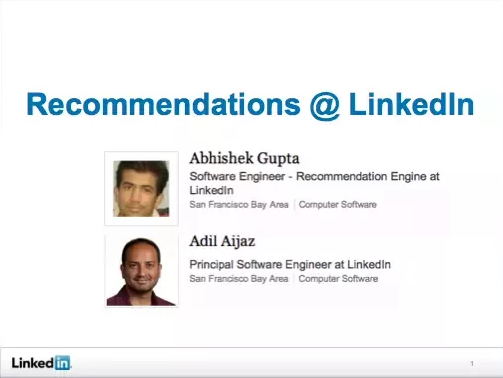 Recommendations @ LinkedIn
Abhishek Gupta
Software Engineer - Recommendation Engine at
LinkedIn
San Francisco Bay Area | Computer Software
Adil Aijaz
Principal Software Engineer at LinkedIn
San Francisco Bay Area | Computer Software
Linkedin
1